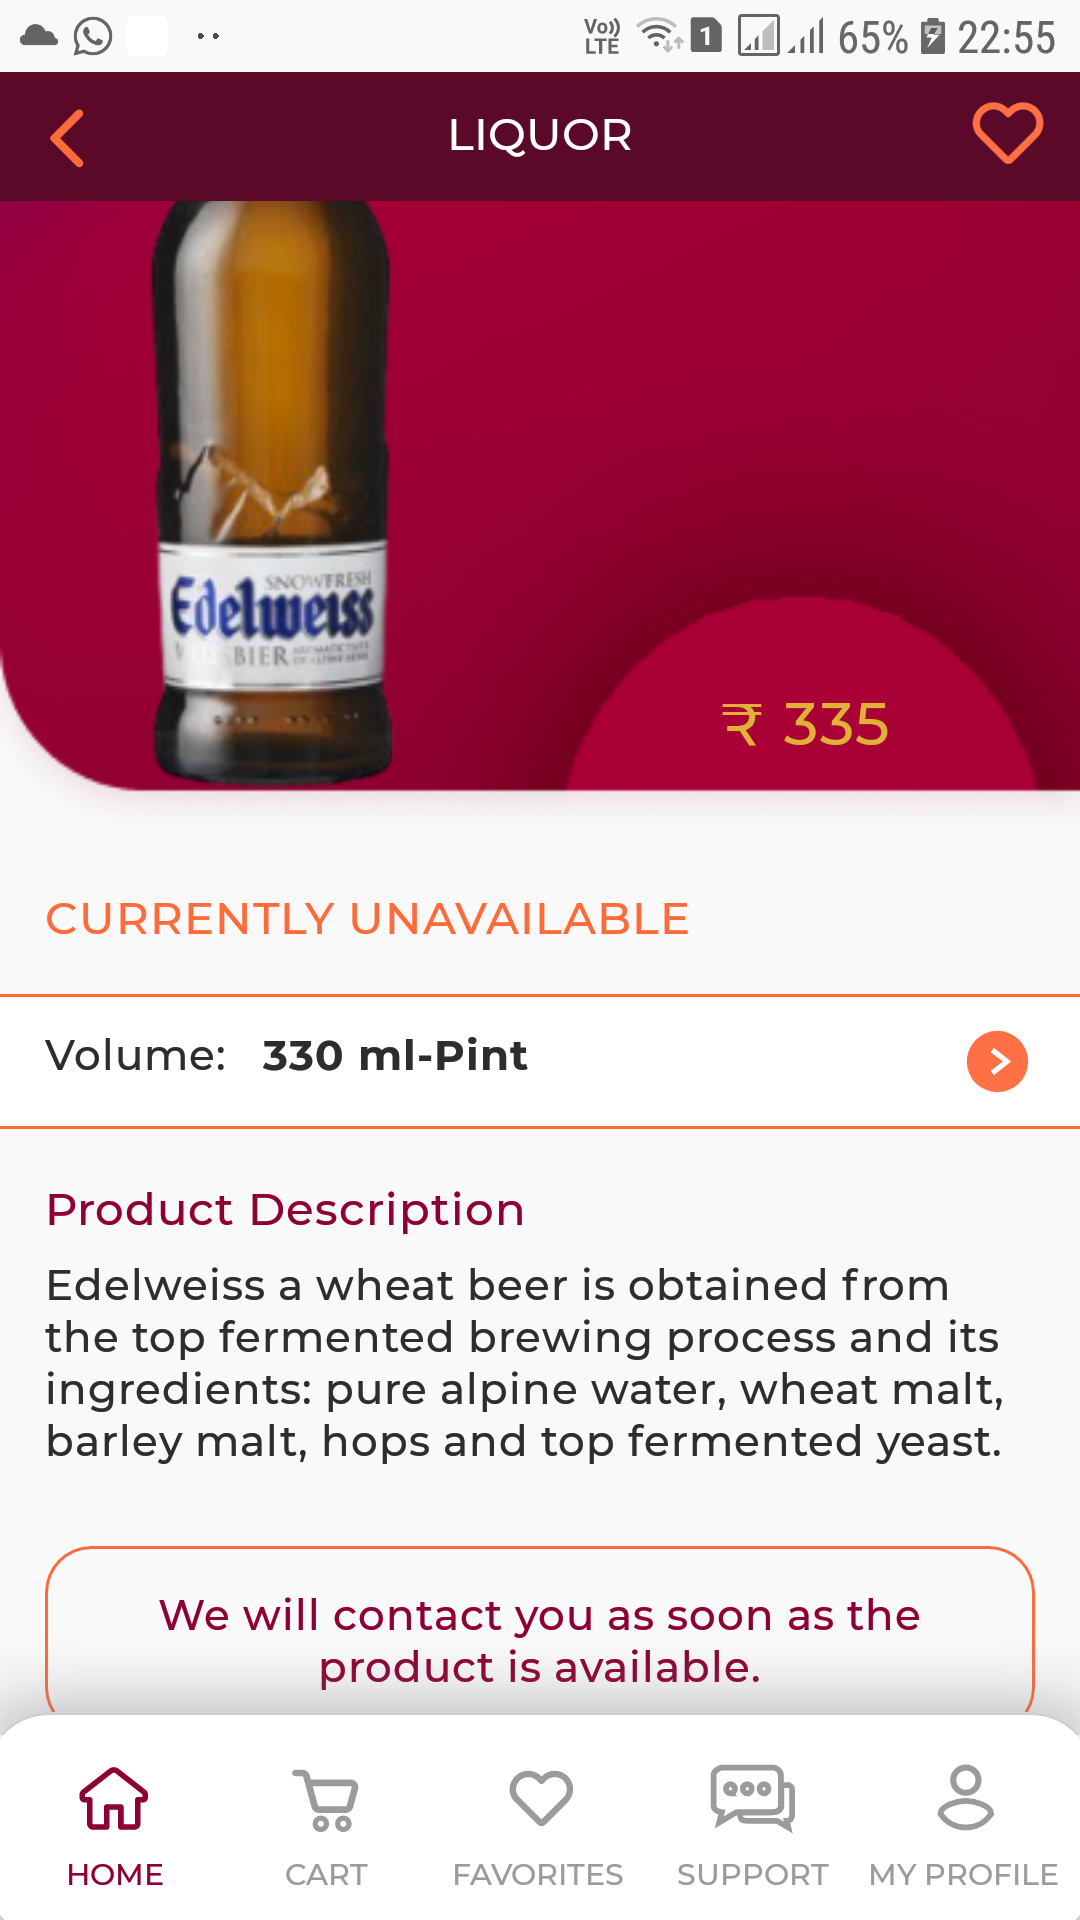 Vo)) LTE 1 65% 22:55
LIQUOR
SNOWFRESH
Edelweiss
₹ 335
CURRENTLY UNAVAILABLE
Volume: 330 ml-Pint
Product Description
Edelweiss a wheat beer is obtained from
the top fermented brewing process and its
ingredients: pure alpine water, wheat malt,
barley malt, hops and top fermented yeast.
We will contact you as soon as the
product is available.
HOME CART FAVORITES SUPPORT MY PROFILE